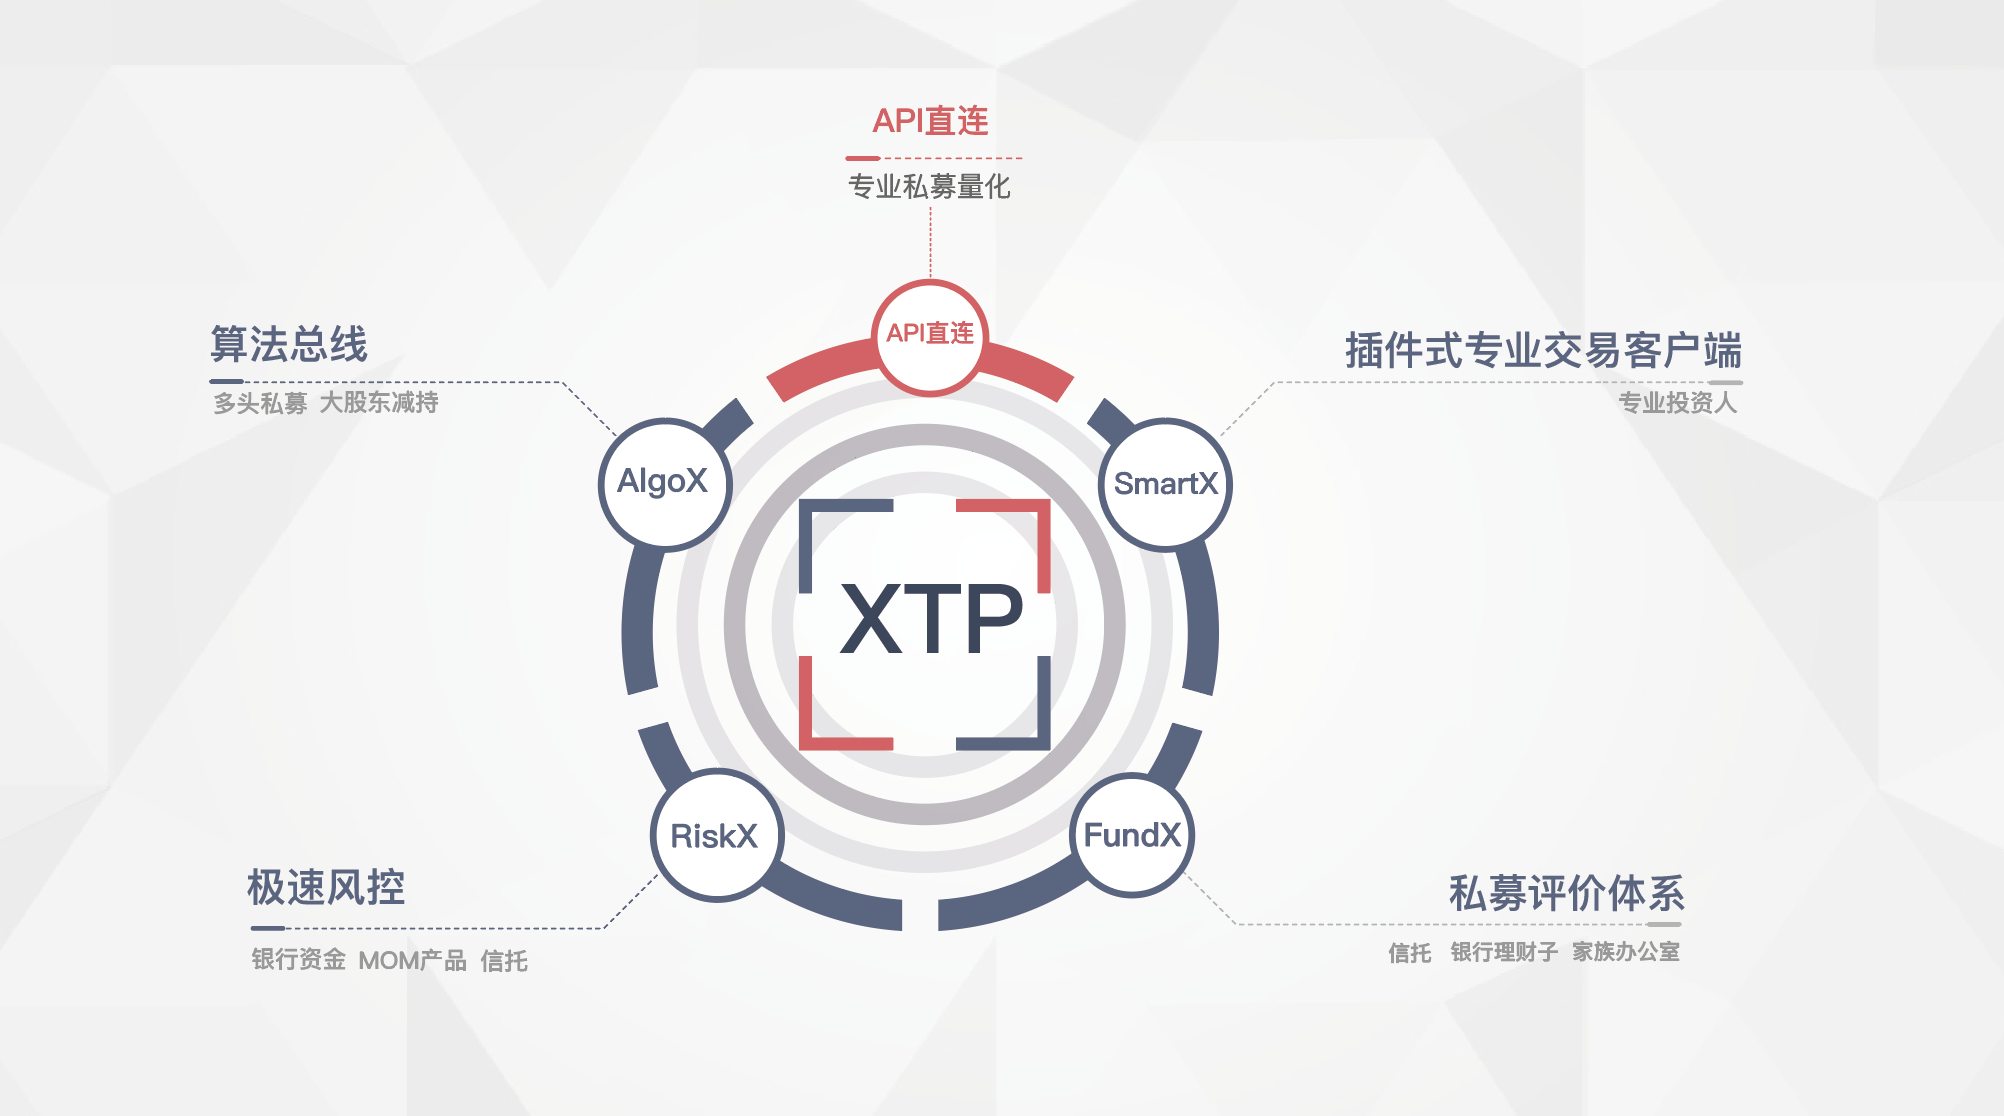 API直连
专业私募量化
API直连
算法总线
多头私募 大股东减持
插件式专业交易客户端
专业投资人
AlgoX
SmartX
XTP
RiskX
FundX
极速风控
银行资金 MOM产品 信托
私募评价体系
信托 银行理财子 家族办公室